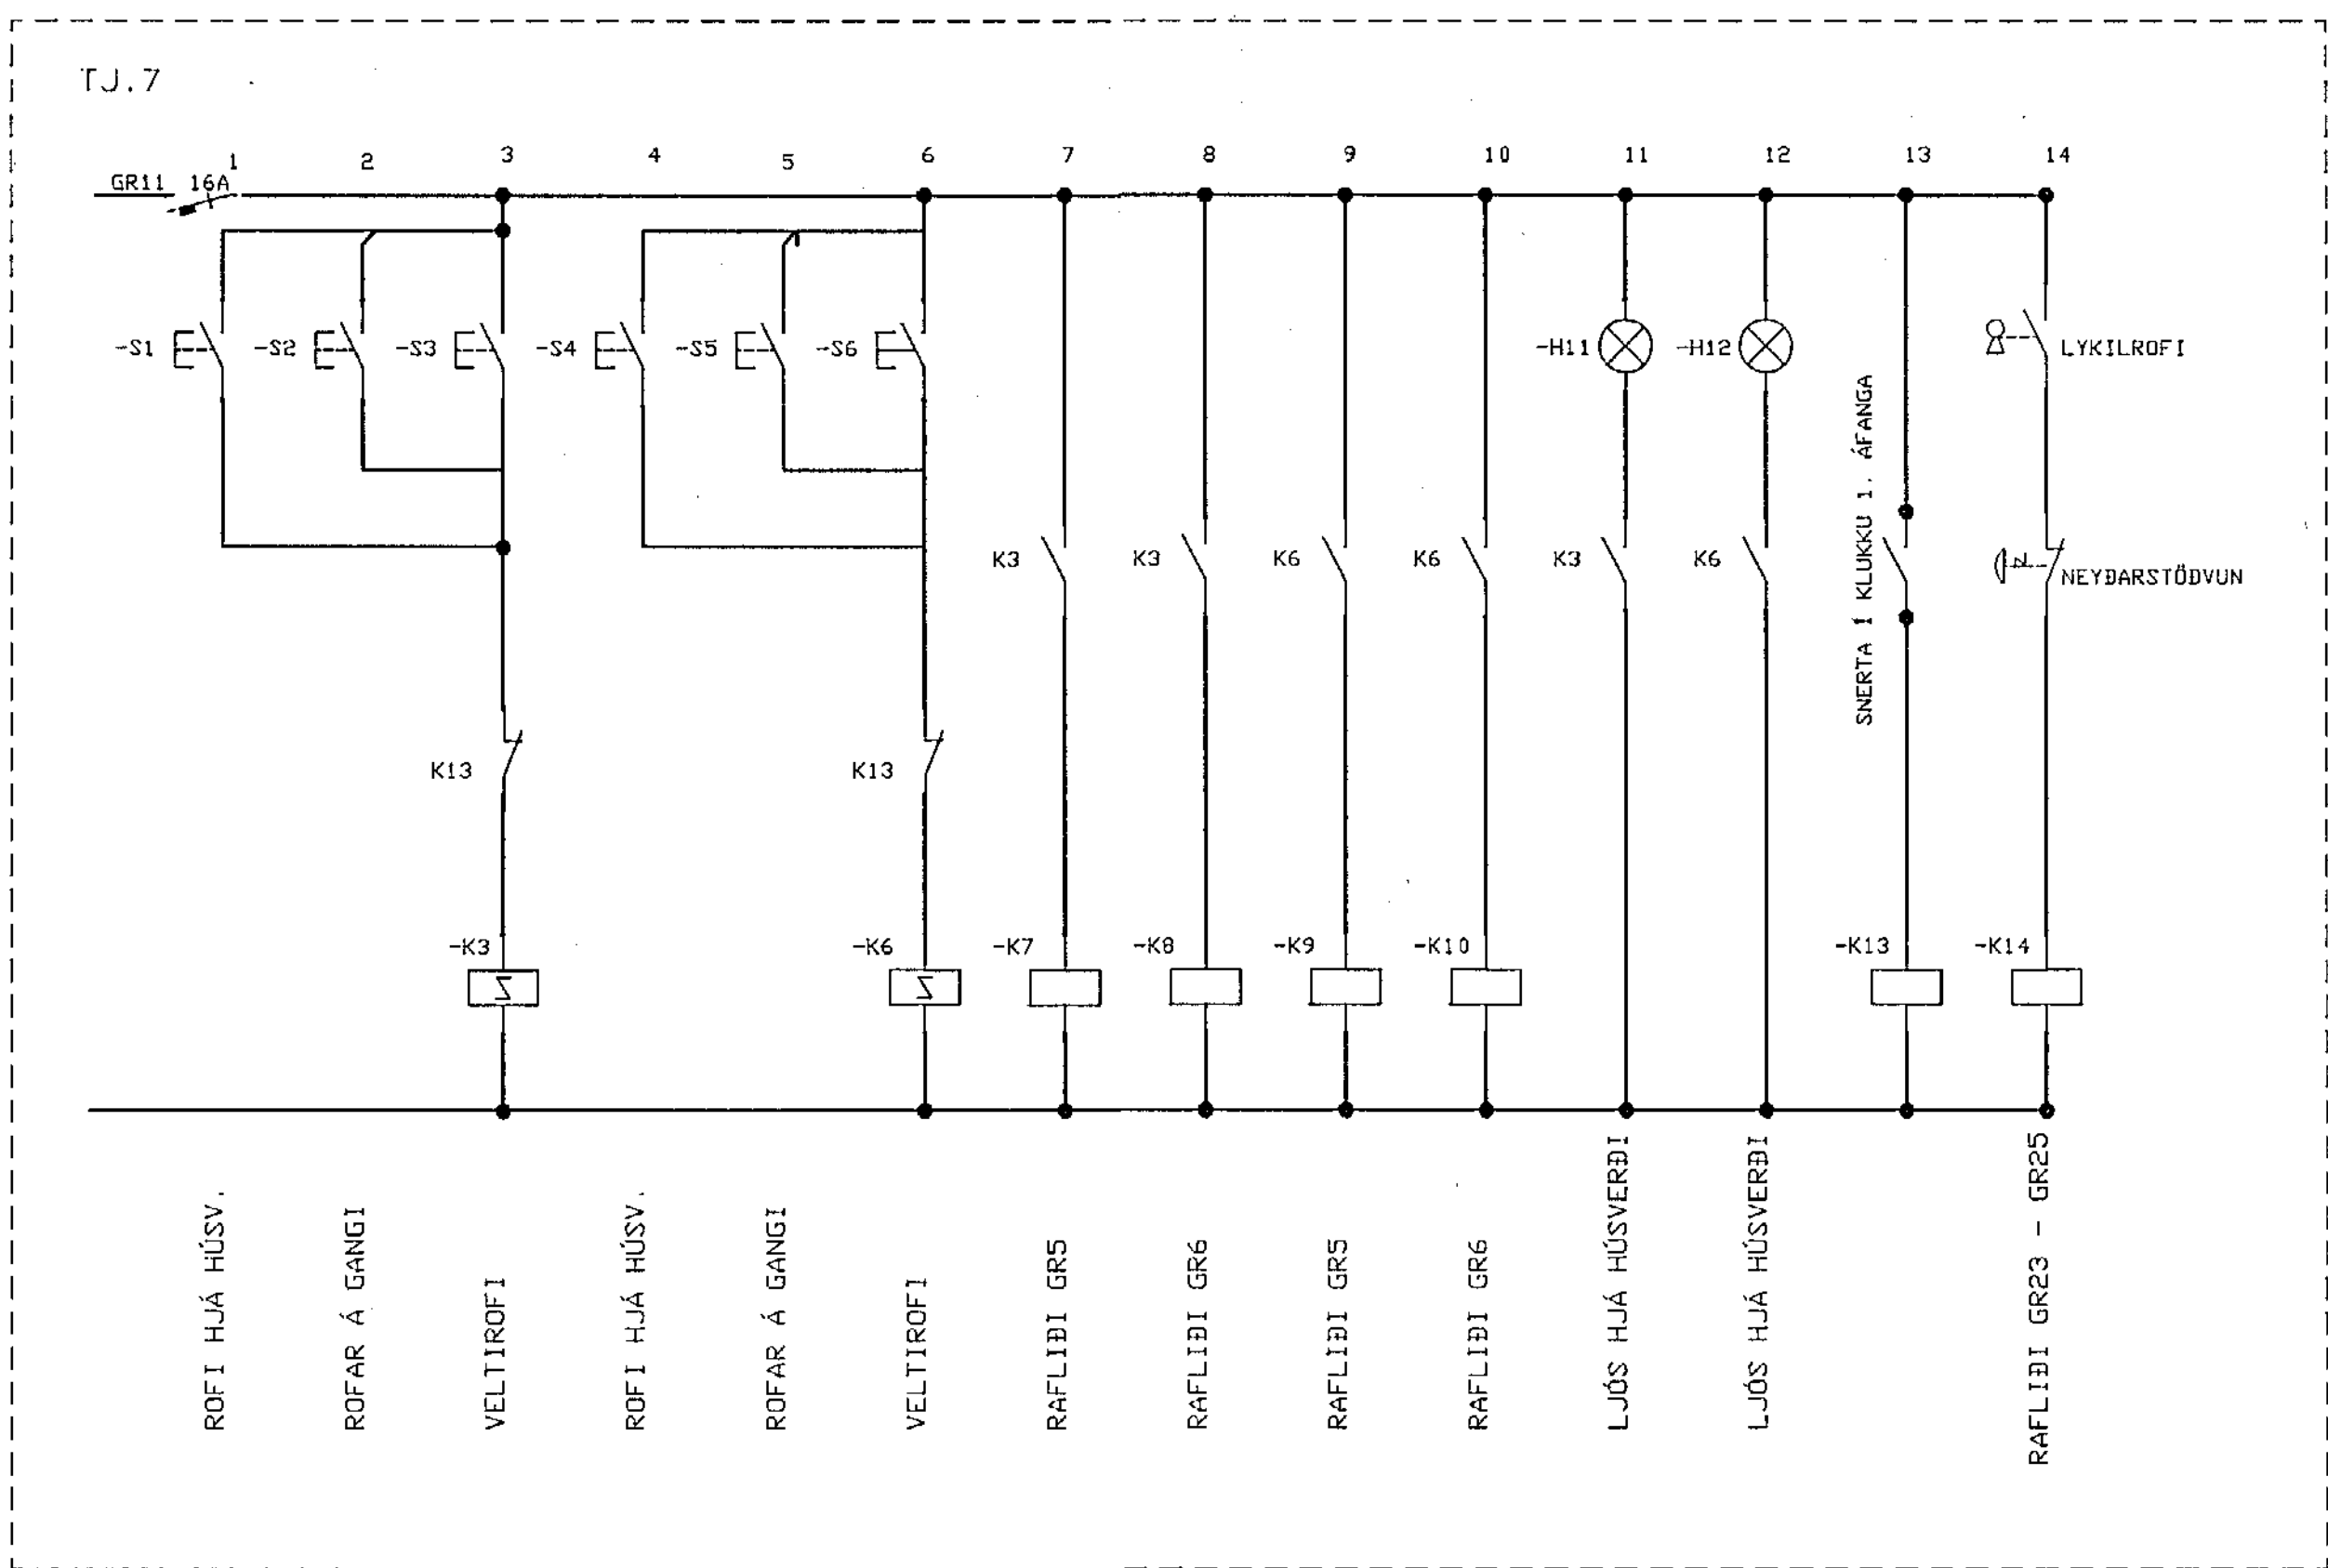 TJ.7
1 2 3 4 5 6 7 8 9 10 11 12 13 14
GR11 16A
-S1 -S2 -S3 -S4 -S5 -S6 -H11 -H12 LYKILROFI
SNERTA Í KLUKKU 1. ÁFANGA
K3 K3 K6 K6 K3 K6 NEYÐARSTÖÐVUN
K13 K13
-K3 -K6 -K7 -K8 -K9 -K10 -K13 -K14
ROFI HJÁ HÚSV.
ROFAR Á GANGI
VELTIROFI
ROFI HJÁ HÚSV.
ROFAR Á GANGI
VELTIROFI
RAFLIÐI GR5
RAFLIÐI GR6
RAFLIÐI GR5
RAFLIÐI GR6
LJÓS HJÁ HÚSVERÐI
LJÓS HJÁ HÚSVERÐI
RAFLIÐI GR23 - GR25